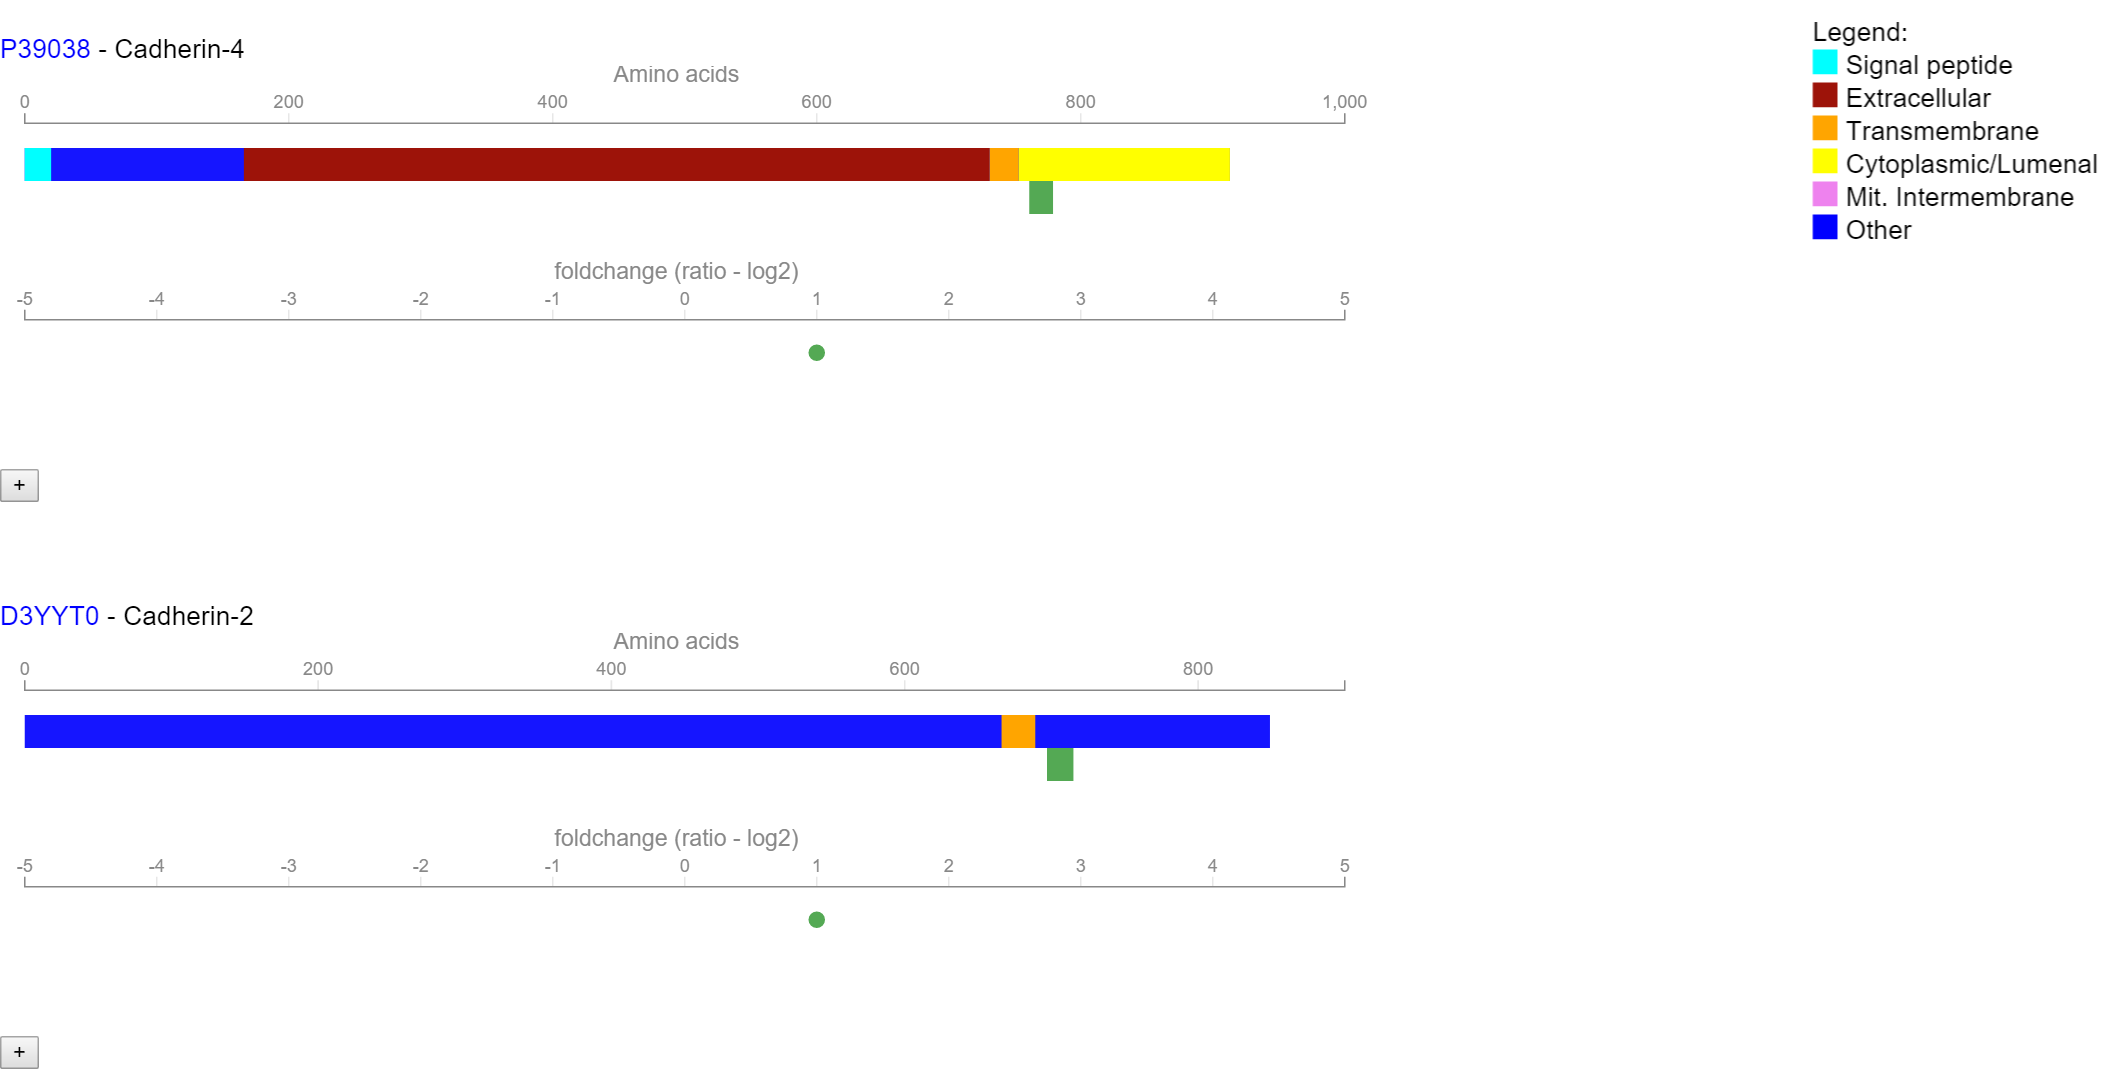 P39038 - Cadherin-4
Amino acids
0 200 400 600 800 1,000
foldchange (ratio - log2)
-5 -4 -3 -2 -1 0 1 2 3 4 5
+
D3YYT0 - Cadherin-2
Amino acids
0 200 400 600 800
foldchange (ratio - log2)
-5 -4 -3 -2 -1 0 1 2 3 4 5
+
Legend:
Signal peptide
Extracellular
Transmembrane
Cytoplasmic/Lumenal
Mit. Intermembrane
Other